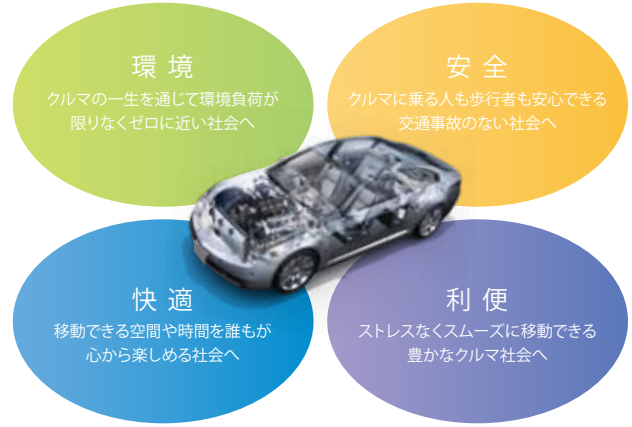 環境
クルマの一生を通じて環境負荷が
限りなくゼロに近い社会へ
安全
クルマに乗る人も歩行者も安心できる
交通事故のない社会へ
快適
移動できる空間や時間を誰もが
心から楽しめる社会へ
利便
ストレスなくスムーズに移動できる
豊かなクルマ社会へ